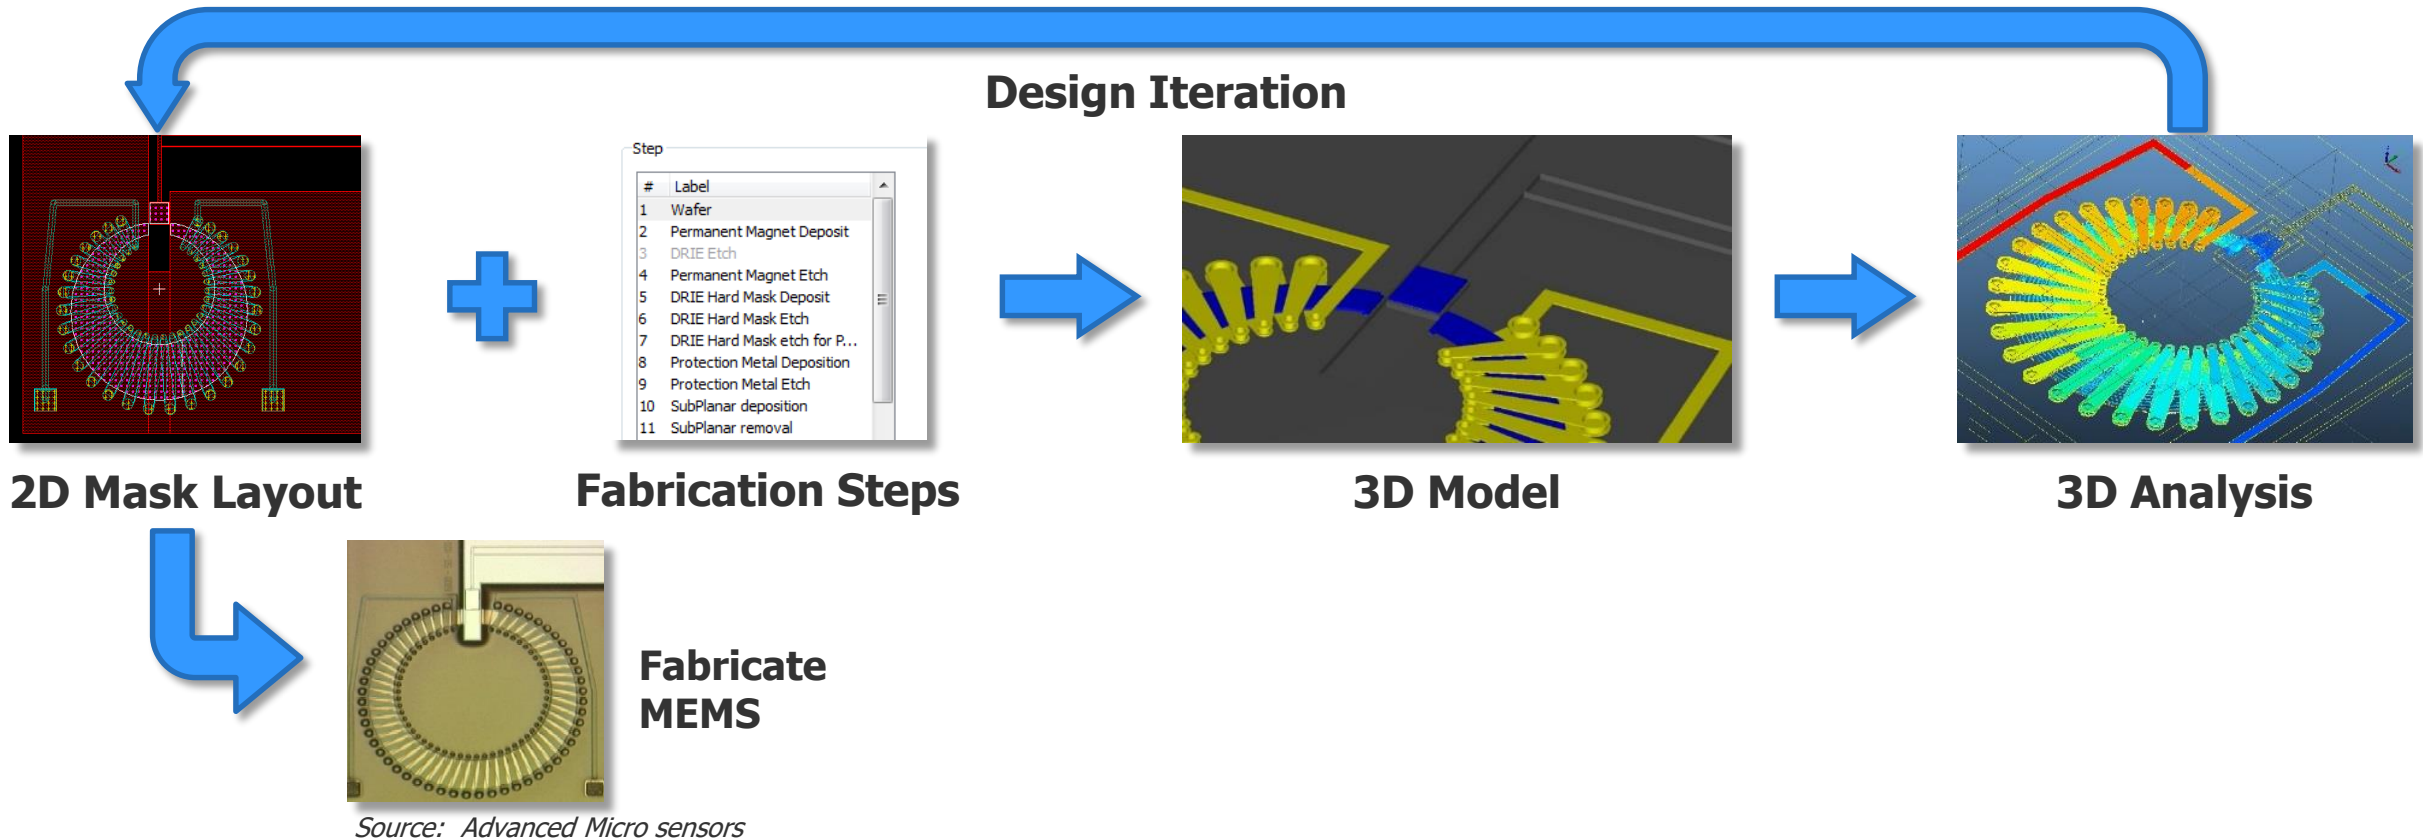 Design Iteration
Step
# Label
1 Wafer
2 Permanent Magnet Deposit
3 DRIE Etch
4 Permanent Magnet Etch
5 DRIE Hard Mask Deposit
6 DRIE Hard Mask Etch
7 DRIE Hard Mask etch for P...
8 Protection Metal Deposition
9 Protection Metal Etch
10 SubPlanar deposition
11 SubPlanar removal
2D Mask Layout
Fabrication Steps
3D Model
3D Analysis
Fabricate
MEMS
Source: Advanced Micro sensors